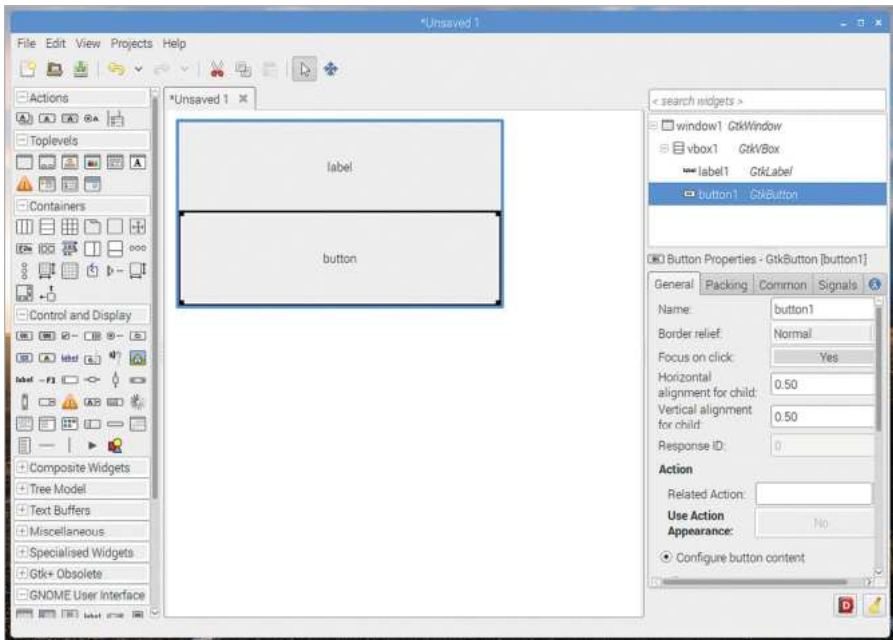 *Unsaved 1
File Edit View Projects Help
Actions
Toplevels
Containers
Control and Display
Composite Widgets
Tree Model
Text Buffers
Miscellaneous
Specialised Widgets
Gtk+ Obsolete
GNOME User Interface
*Unsaved 1
label
button
< search widgets >
window1 GtkWindow
vbox1 GtkVBox
label1 GtkLabel
button1 GtkButton
Button Properties - GtkButton [button1]
General Packing Common Signals
Name: button1
Border relief: Normal
Focus on click: Yes
Horizontal
alignment for child: 0.50
Vertical alignment
for child: 0.50
Response ID: 0
Action
Related Action:
Use Action
Appearance: No
Configure button content